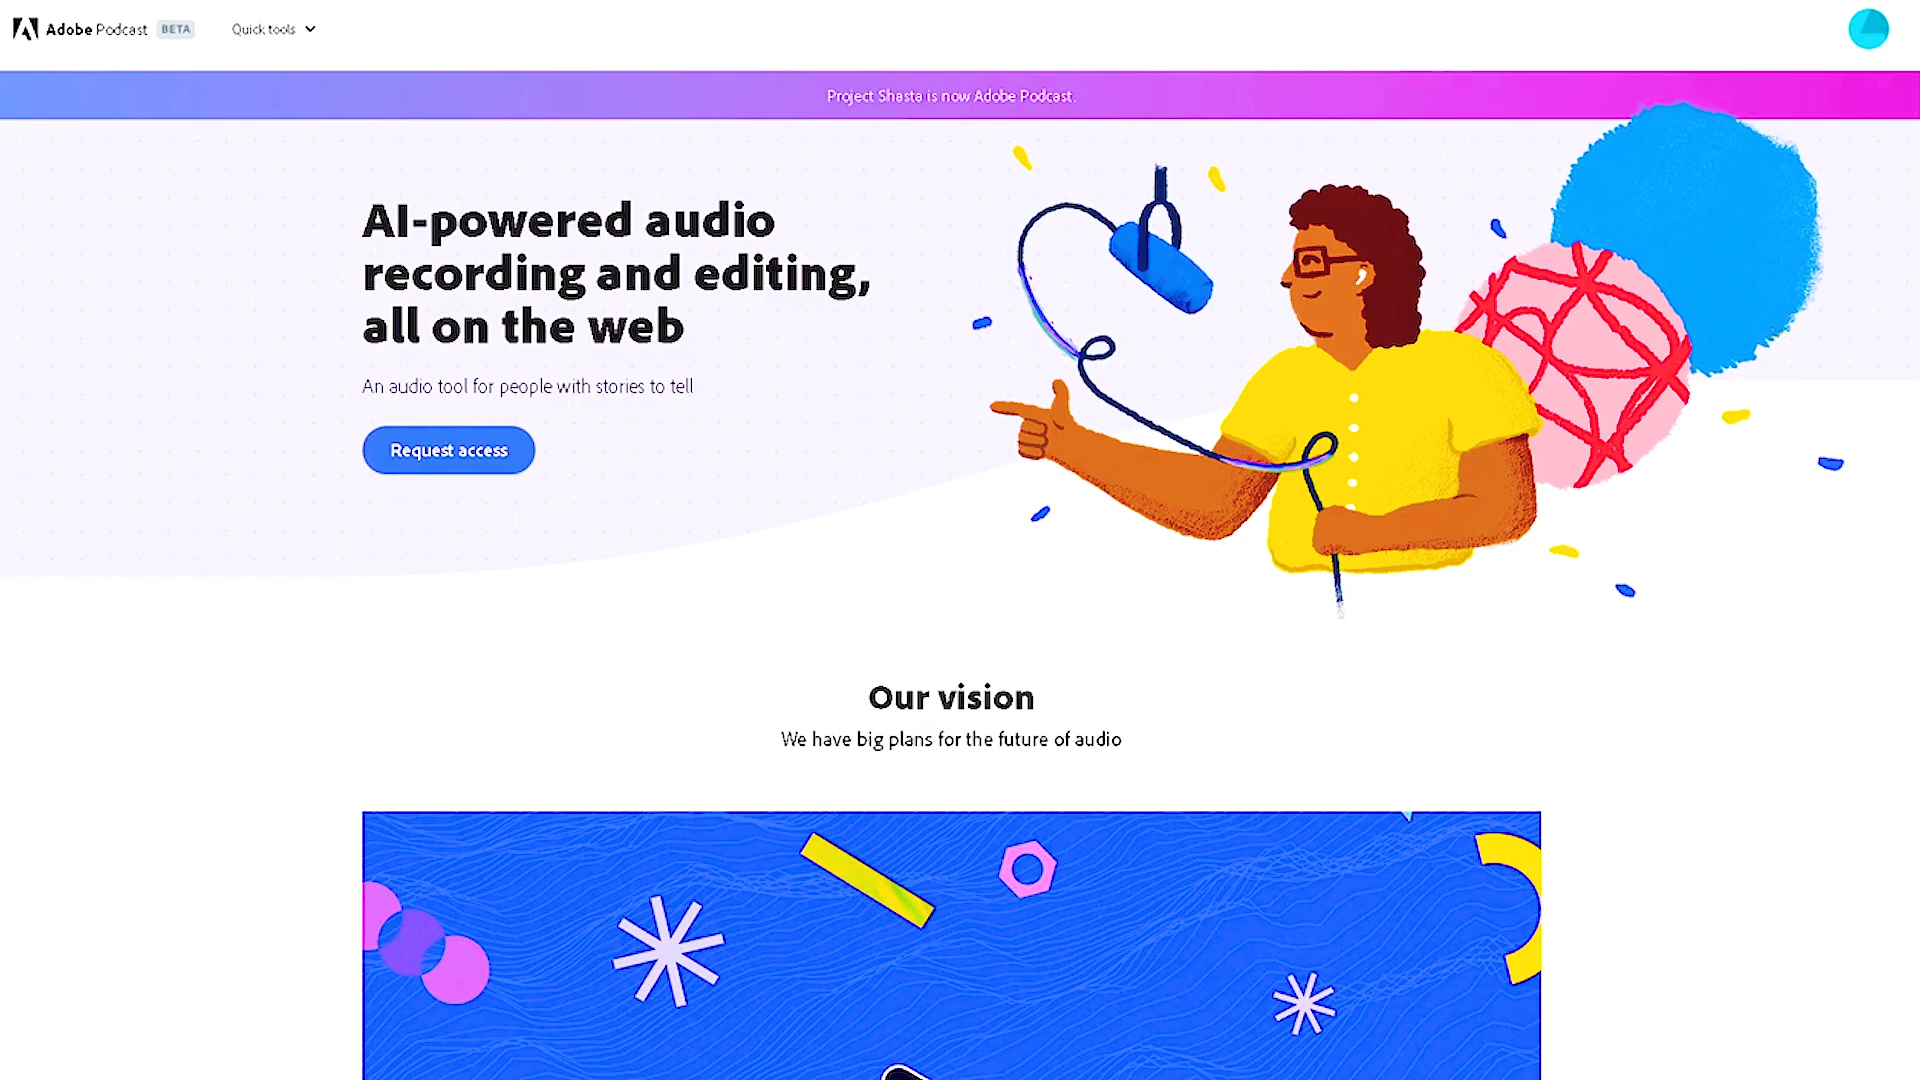 Adobe Podcast BETA Quick tools
Project Shasta is now Adobe Podcast.
AI-powered audio
recording and editing,
all on the web
An audio tool for people with stories to tell
Request access
Our vision
We have big plans for the future of audio